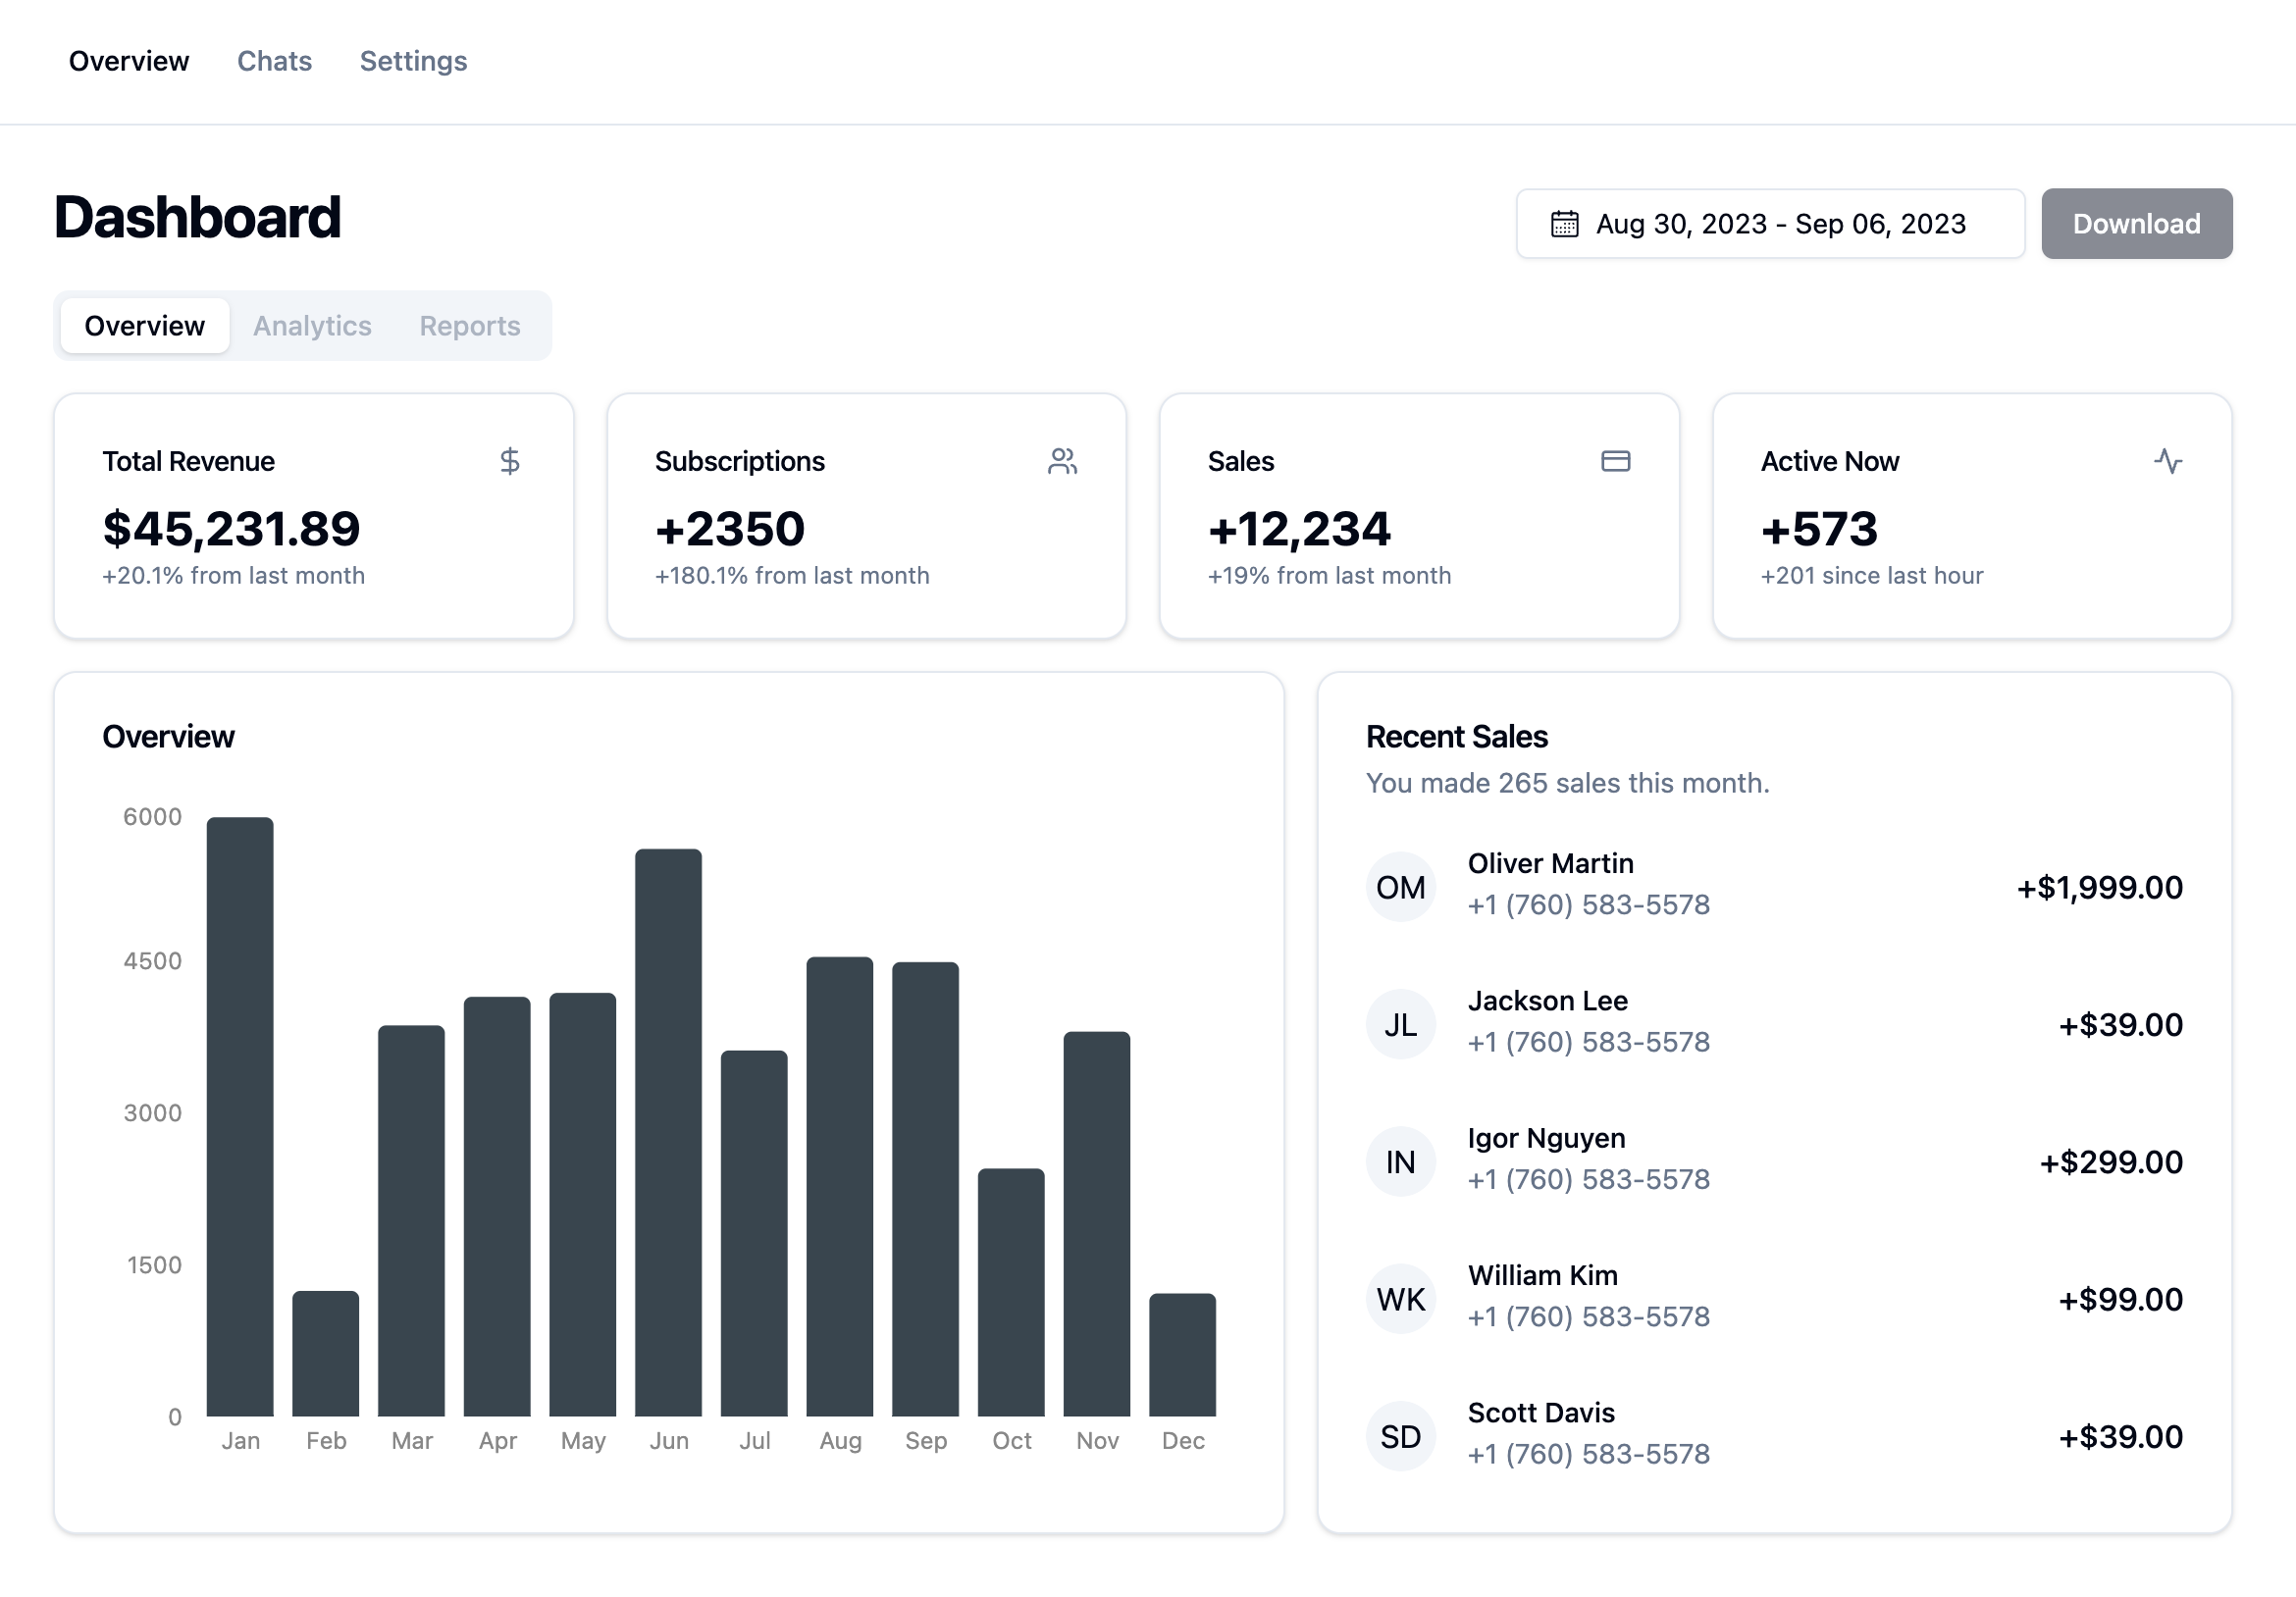 Overview Chats Settings
Dashboard
Aug 30, 2023 - Sep 06, 2023
Download
Overview Analytics Reports
Total Revenue
$45,231.89
+20.1% from last month
Subscriptions
+2350
+180.1% from last month
Sales
+12,234
+19% from last month
Active Now
+573
+201 since last hour
Overview
6000
4500
3000
1500
0
Jan Feb Mar Apr May Jun Jul Aug Sep Oct Nov Dec
Recent Sales
You made 265 sales this month.
OM
Oliver Martin
+1 (760) 583-5578
+$1,999.00
JL
Jackson Lee
+1 (760) 583-5578
+$39.00
IN
Igor Nguyen
+1 (760) 583-5578
+$299.00
WK
William Kim
+1 (760) 583-5578
+$99.00
SD
Scott Davis
+1 (760) 583-5578
+$39.00